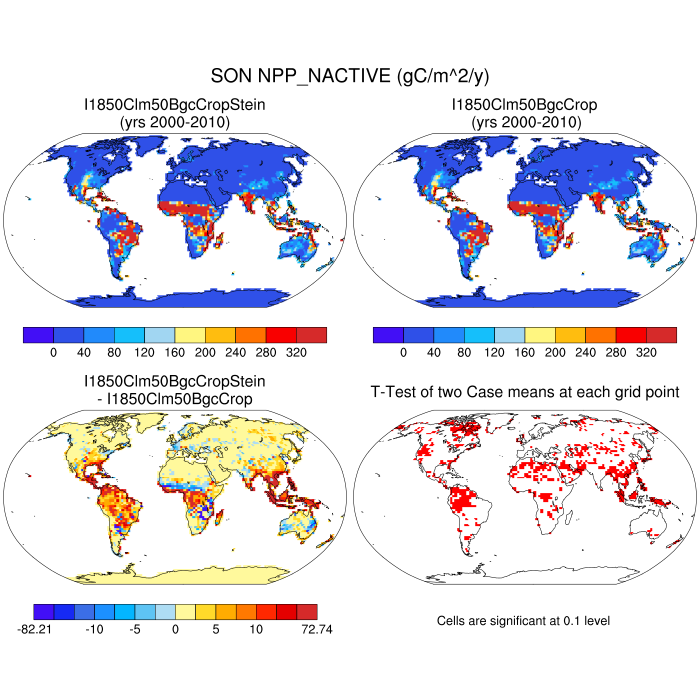 SON NPP_NACTIVE (gC/m^2/y)
I1850Clm50BgcCropStein
(yrs 2000-2010)
I1850Clm50BgcCrop
(yrs 2000-2010)
0 40 80 120 160 200 240 280 320
0 40 80 120 160 200 240 280 320
I1850Clm50BgcCropStein
- I1850Clm50BgcCrop
T-Test of two Case means at each grid point
-82.21 -10 -5 0 5 10 72.74
Cells are significant at 0.1 level